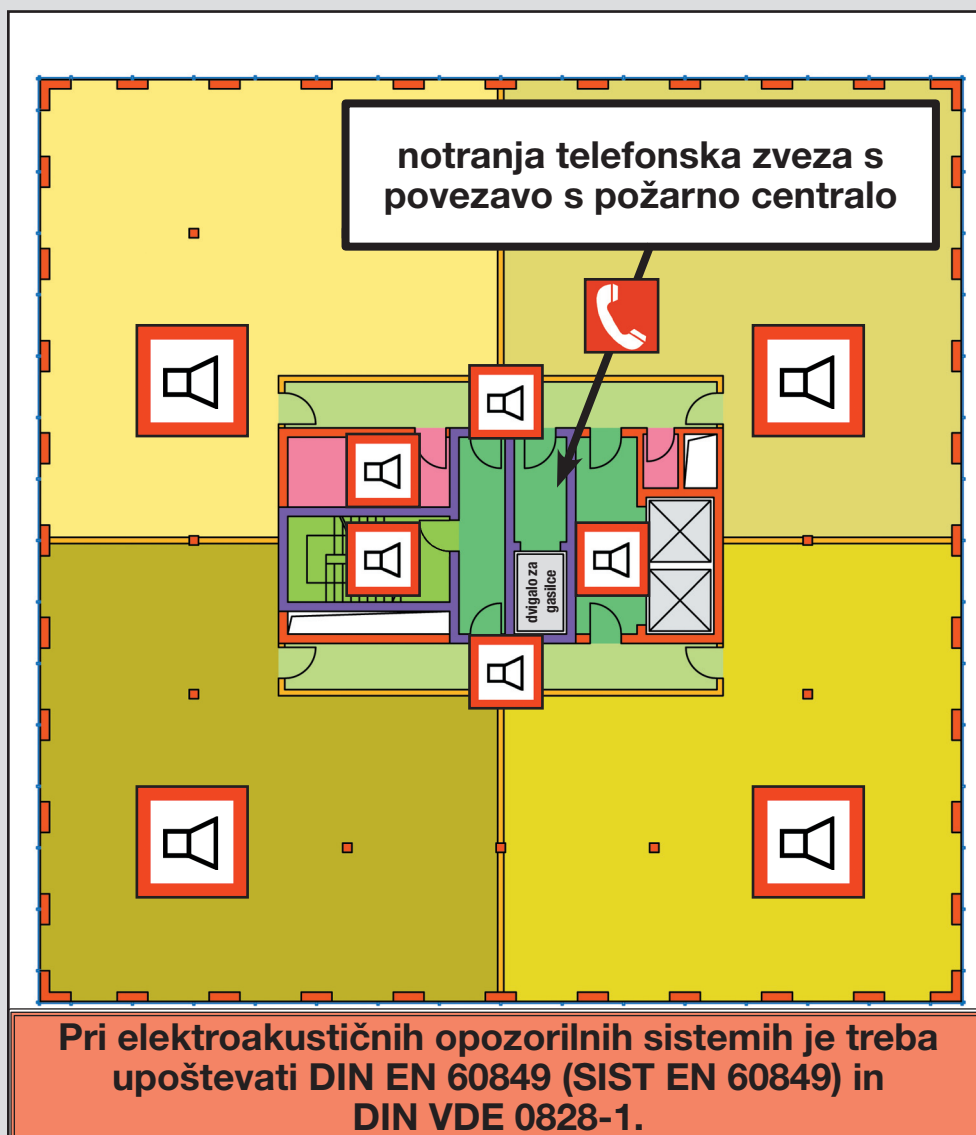 notranja telefonska zveza s
povezavo s požarno centralo
dvigalo za
gasilce
Pri elektroakustičnih opozorilnih sistemih je treba
upoštevati DIN EN 60849 (SIST EN 60849) in
DIN VDE 0828-1.